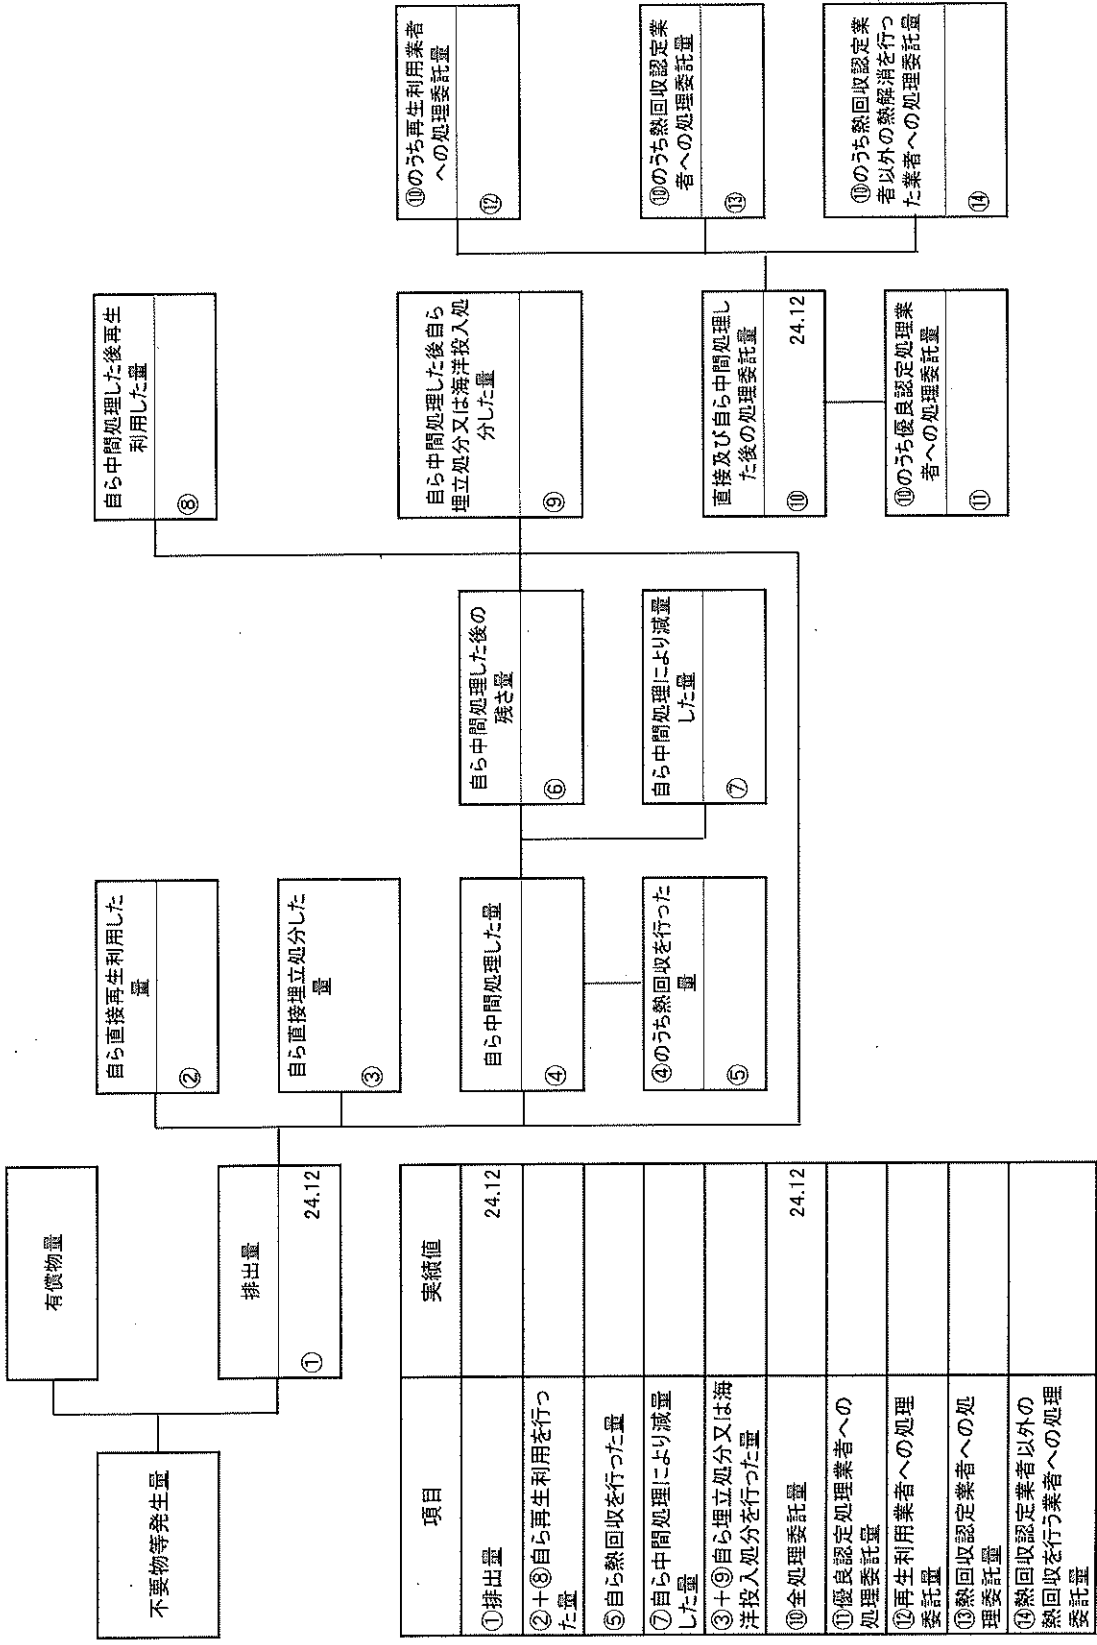 不要物等発生量
有償物量
排出量
①
24.12
自ら直接再生利用した
量
②
自ら直接埋立処分した
量
③
自ら中間処理した量
④
④のうち熱回収を行った
量
⑤
自ら中間処理した後の
残さ量
⑥
自ら中間処理により減量
した量
⑦
自ら中間処理した後再生
利用した量
⑧
自ら中間処理した後自ら
埋立処分又は海洋投入処
分した量
⑨
直接及び自ら中間処理し
た後の処理委託量
⑩
24.12
⑩のうち優良認定処理業
者への処理委託量
⑪
⑩のうち再生利用業者
への処理委託量
⑫
⑩のうち熱回収認定業
者への処理委託量
⑬
⑩のうち熱回収認定業
者以外の熱解消を行っ
た業者への処理委託量
⑭
項目
実績値
①排出量
24.12
②+⑧自ら再生利用を行っ
た量
⑤自ら熱回収を行った量
⑦自ら中間処理により減量
した量
③+⑨自ら埋立処分又は海
洋投入処分を行った量
⑩全処理委託量
24.12
⑪優良認定処理業者への
処理委託量
⑫再生利用業者への処理
委託量
⑬熱回収認定業者への処
理委託量
⑭熱回収認定業者以外の
熱回収を行う業者への処理
委託量